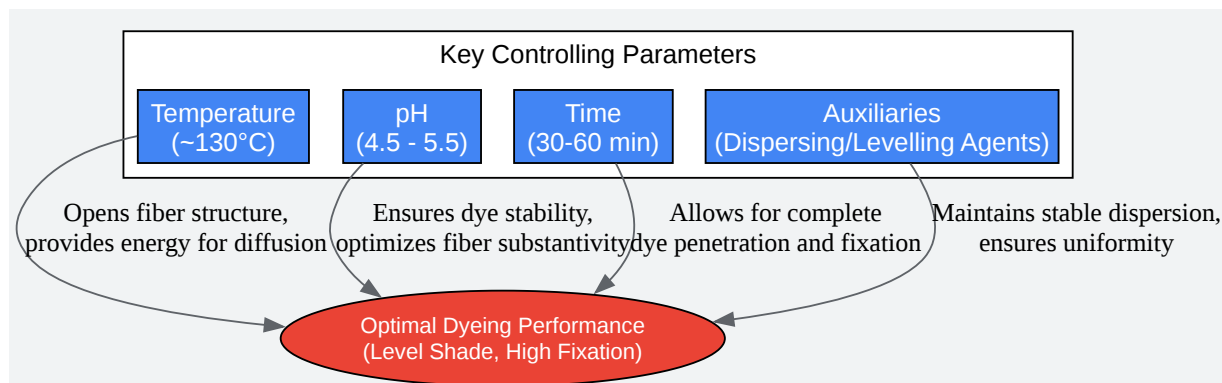 Key Controlling Parameters
Temperature
(~130°C)
pH
(4.5 - 5.5)
Time
(30-60 min)
Auxiliaries
(Dispersing/Levelling Agents)
Opens fiber structure,
provides energy for diffusion
Ensures dye stability,
optimizes fiber substantivity
Allows for complete
dye penetration and fixation
Maintains stable dispersion,
ensures uniformity
Optimal Dyeing Performance
(Level Shade, High Fixation)